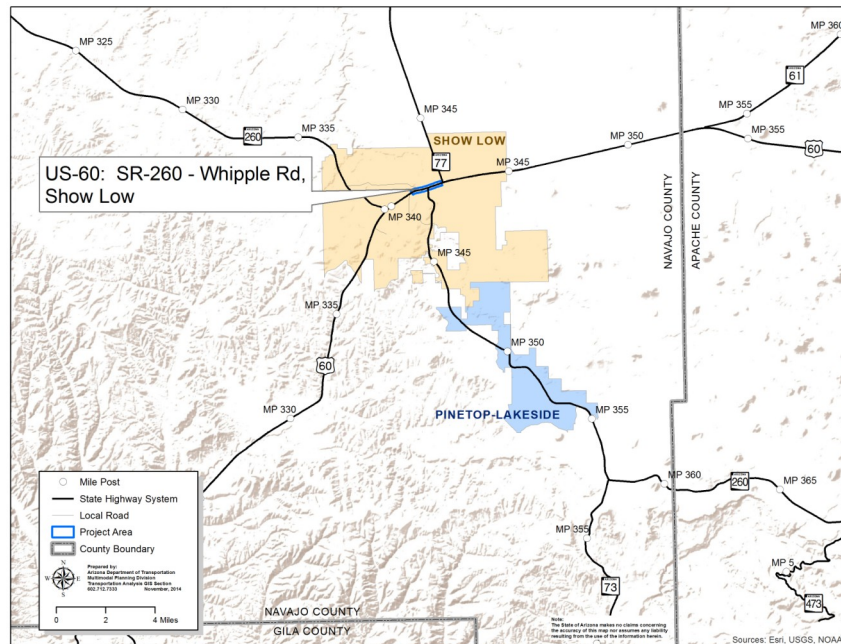 MP 325
MP 330
260
MP 335
MP 345
SHOW LOW
77
MP 345
MP 350
MP 360
61
MP 355
MP 355
60
US-60: SR-260 - Whipple Rd,
Show Low
MP 340
MP 345
NAVAJO COUNTY
APACHE COUNTY
MP 335
60
MP 330
MP 350
PINETOP-LAKESIDE
MP 355
MP 360
260
MP 365
MP 355
73
MP 5
473
Mile Post
State Highway System
Local Road
Project Area
County Boundary
N
W
E
S
Prepared by:
Arizona Department of Transportation
Multimodal Planning Division
Transportation Analysis GIS Section
602.712.7333 November, 2014
0 2 4 Miles
NAVAJO COUNTY
GILA COUNTY
Note:
The State of Arizona makes no claims concerning
the accuracy of this map nor assumes any liability
resulting from the use of the information herein.
Sources: Esri, USGS, NOAA